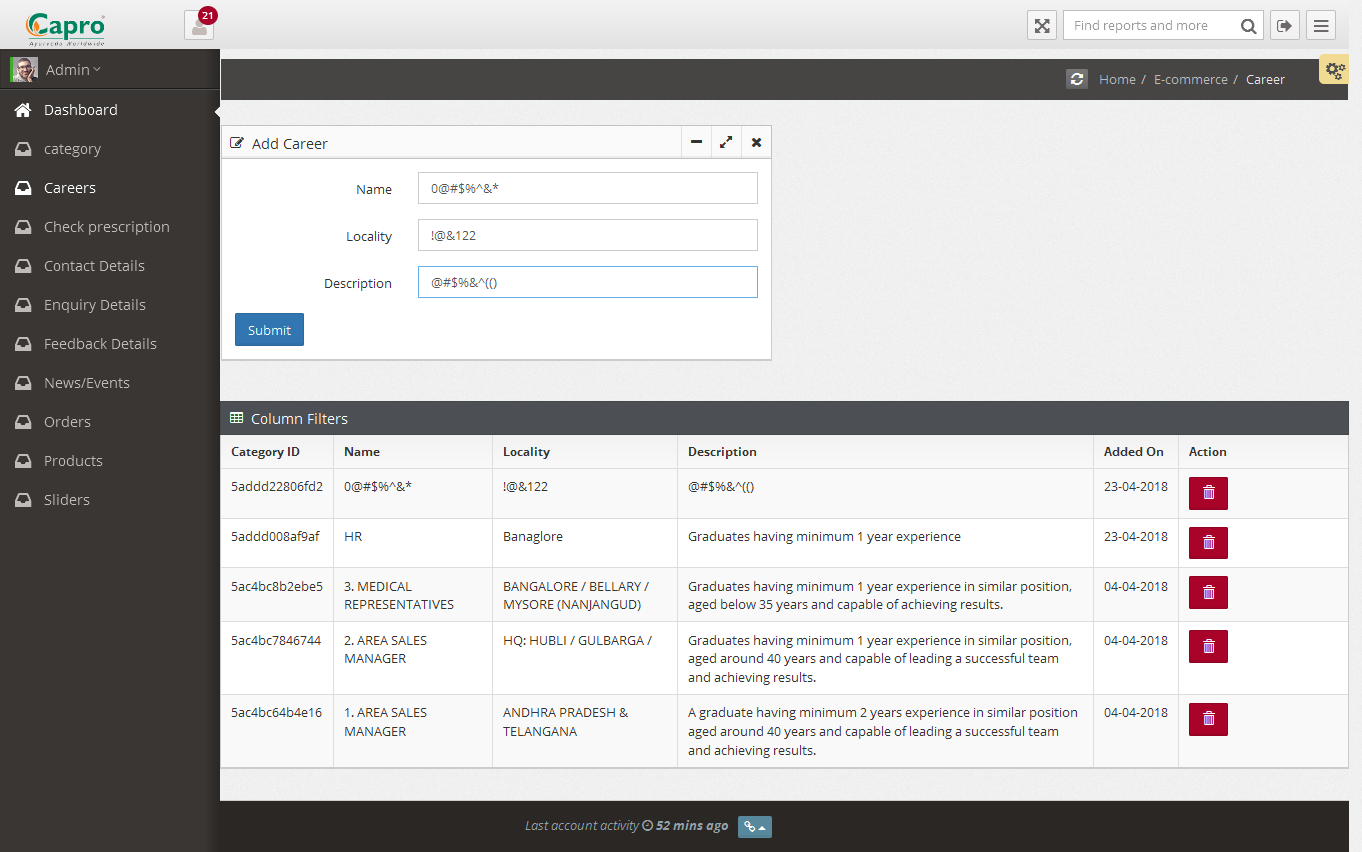 Capro
Ayurveda Worldwide
21
Find reports and more
Admin
Home / E-commerce / Career
Dashboard
category
Careers
Check prescription
Contact Details
Enquiry Details
Feedback Details
News/Events
Orders
Products
Sliders
Add Career
Name 0@#$%^&*
Locality !@&122
Description @#$%&^(()
Submit
Column Filters
Category ID Name Locality Description Added On Action
5addd22806fd2 0@#$%^&* !@&122 @#$%&^(() 23-04-2018
5addd008af9af HR Banaglore Graduates having minimum 1 year experience 23-04-2018
5ac4bc8b2ebe5 3. MEDICAL BANGALORE / BELLARY / Graduates having minimum 1 year experience in similar position, 04-04-2018
REPRESENTATIVES MYSORE (NANJANGUD) aged below 35 years and capable of achieving results.
5ac4bc7846744 2. AREA SALES HQ: HUBLI / GULBARGA / Graduates having minimum 1 year experience in similar position, 04-04-2018
MANAGER aged around 40 years and capable of leading a successful team
and achieving results.
5ac4bc64b4e16 1. AREA SALES ANDHRA PRADESH & A graduate having minimum 2 years experience in similar position 04-04-2018
MANAGER TELANGANA aged around 40 years and capable of leading a successful team
and achieving results.
Last account activity 52 mins ago